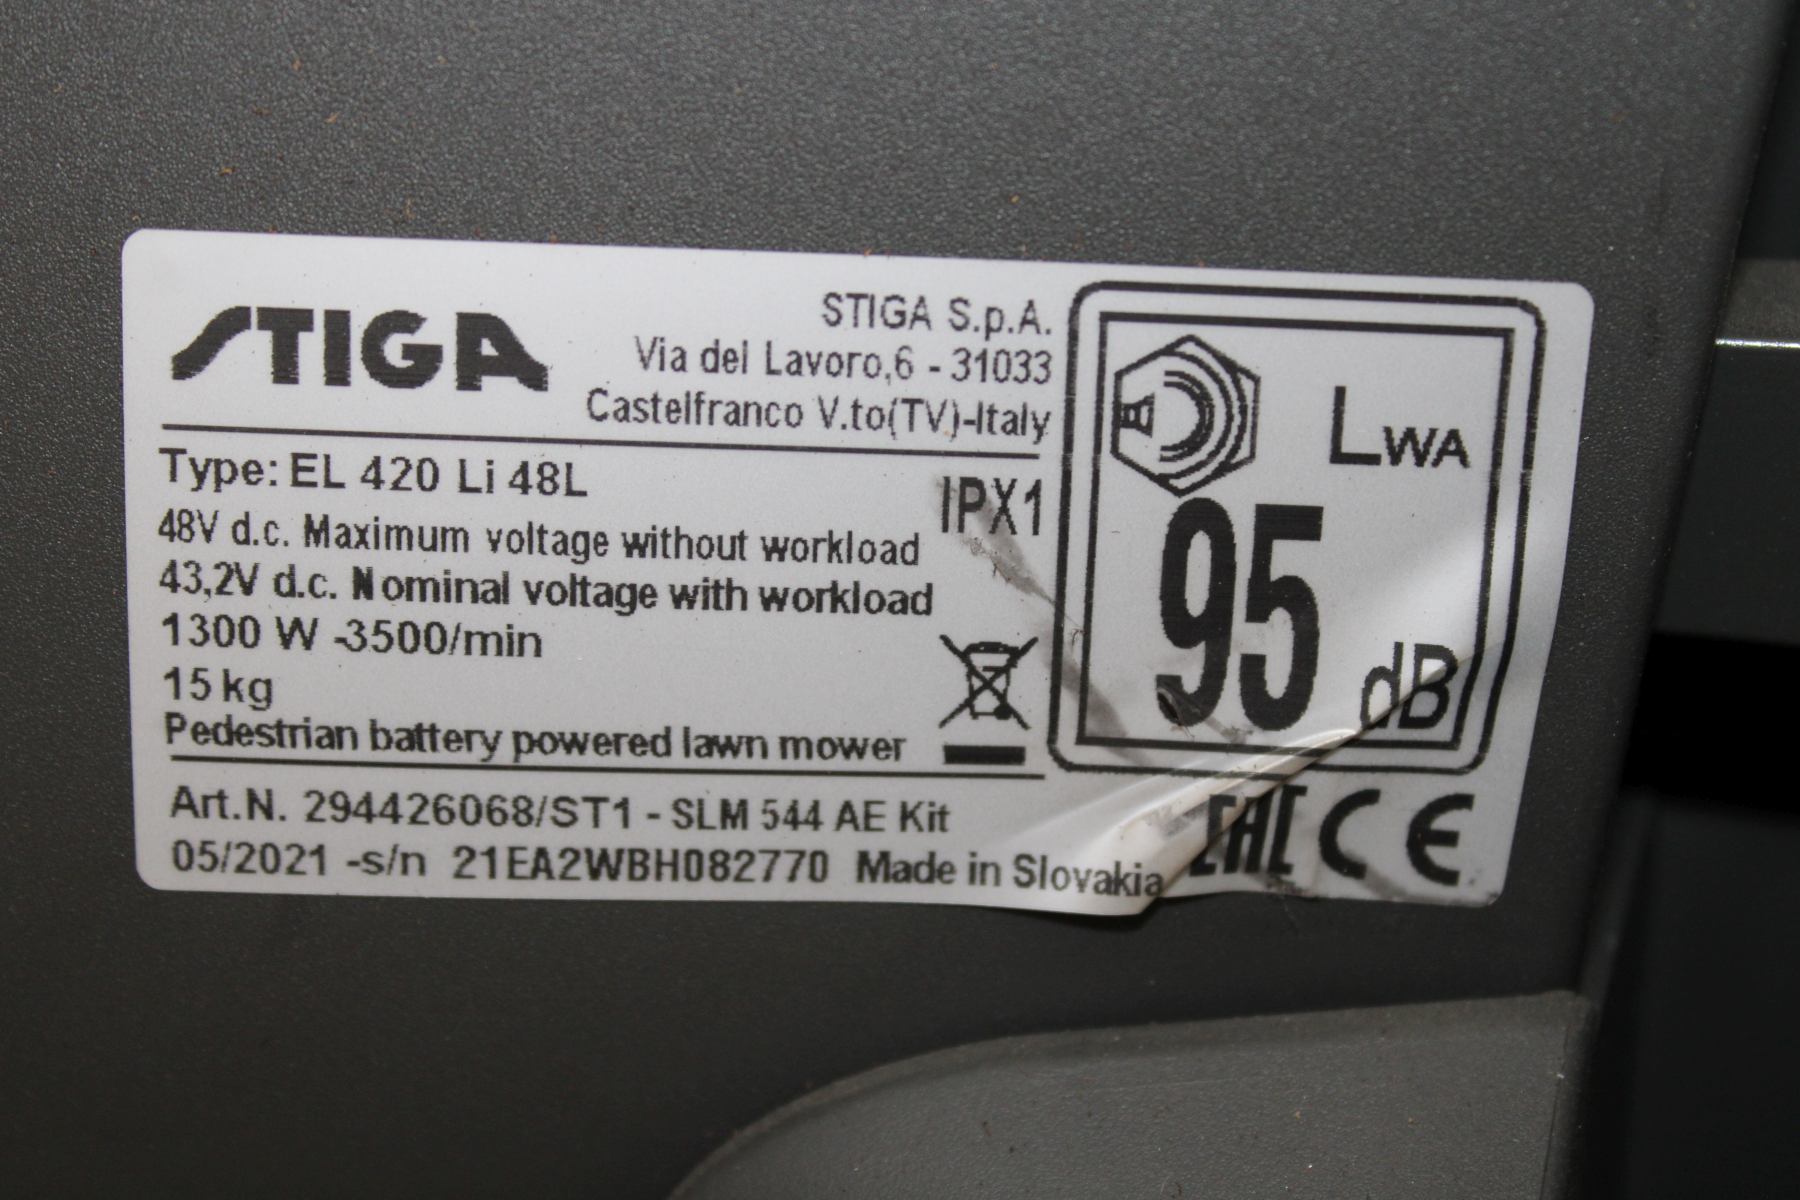 STIGA
STIGA S.p.A.
Via del Lavoro,6 - 31033
Castelfranco V.to(TV)-Italy
Type: EL 420 Li 48L
IPX1
48V d.c. Maximum voltage without workload
43,2V d.c. Nominal voltage with workload
1300 W -3500/min
15 kg
Pedestrian battery powered lawn mower
LWA
95
dB
Art.N. 294426068/ST1 - SLM 544 AE Kit
05/2021 -s/n 21EA2WBH082770 Made in Slovakia
EAC CE